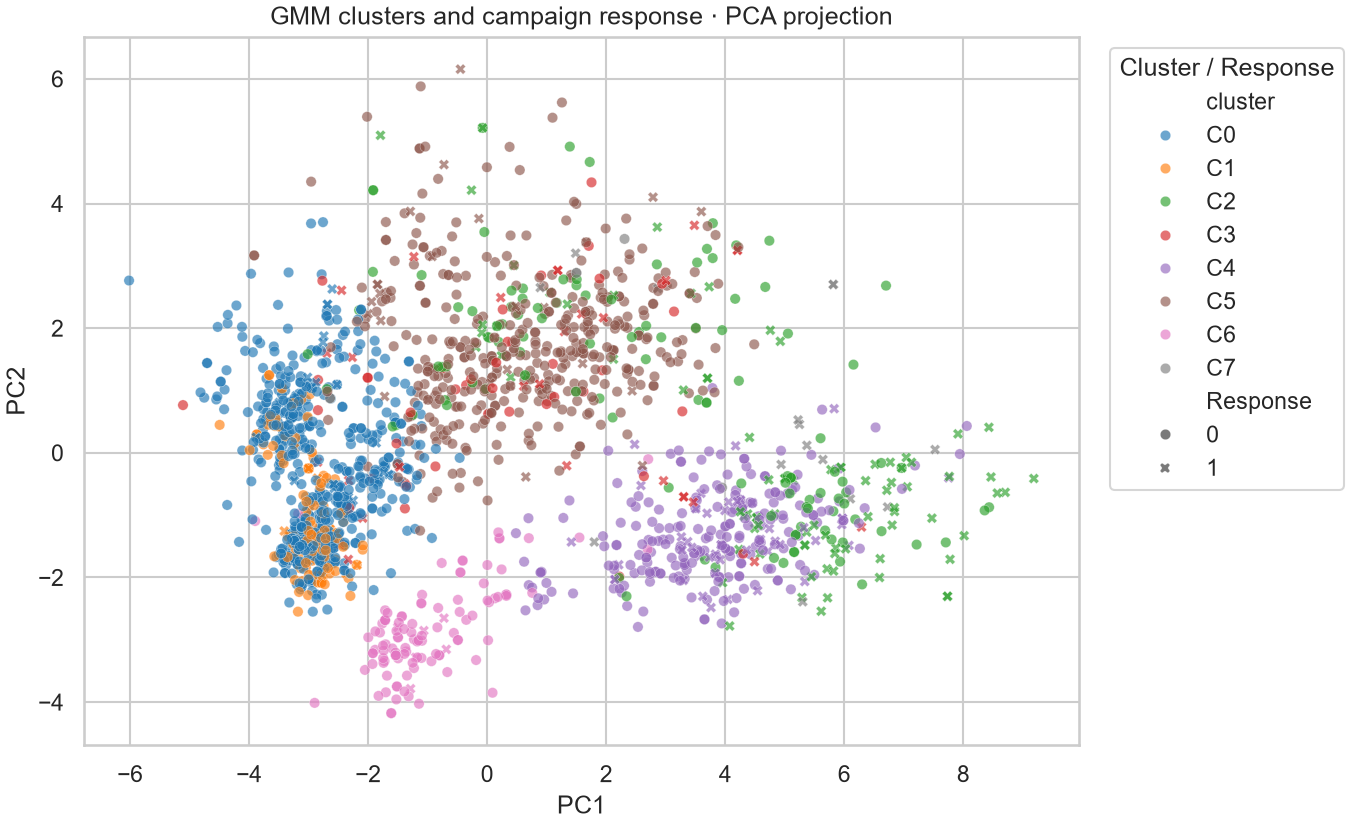 GMM clusters and campaign response · PCA projection
6
4
2
0
−2
−4
PC2
−6
−4
−2
0
2
4
6
8
PC1
Cluster / Response
cluster
C0
C1
C2
C3
C4
C5
C6
C7
Response
0
1